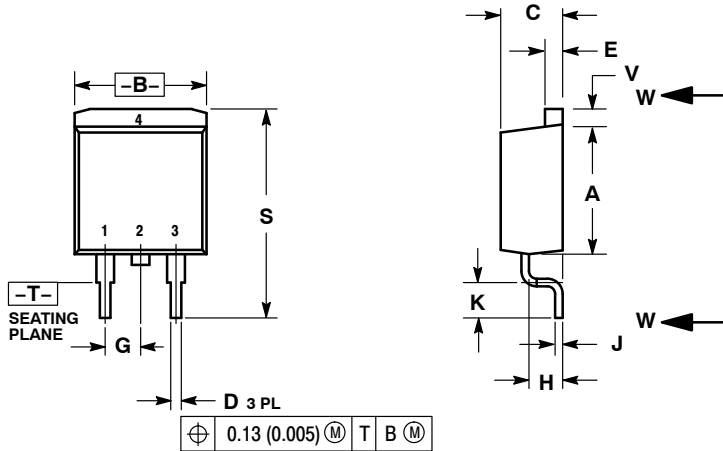 C
E
–B–
V
W
4
S
A
1 2 3
–T–
SEATING
PLANE
K
G
W
J
H
D 3 PL
⌖ 0.13 (0.005) Ⓜ T B Ⓜ